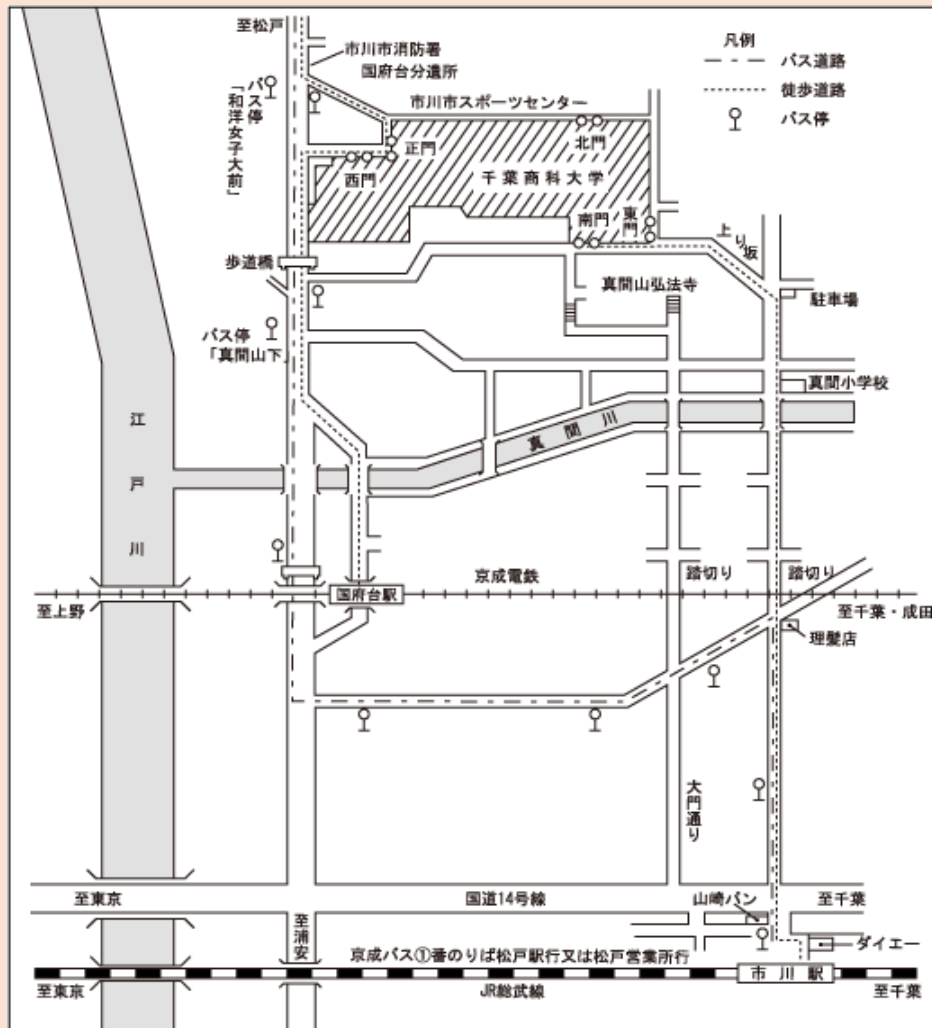 至松戸
市川市消防署
国府台分遣所
凡例
バス道路
徒歩道路
バス停
バス停
「和洋女子大前」
市川市スポーツセンター
正門
北門
西門
千葉商科大学
南門
東門
上り坂
歩道橋
真間山弘法寺
駐車場
バス停
「真間山下」
真間小学校
江戸川
真間川
京成電鉄
踏切り
踏切り
国府台駅
至上野
至千葉・成田
理髪店
大門通り
至東京
国道14号線
山崎パン
至千葉
至浦安
京成バス①番のりば松戸駅行又は松戸営業所行
ダイエー
市川駅
至東京
JR総武線
至千葉